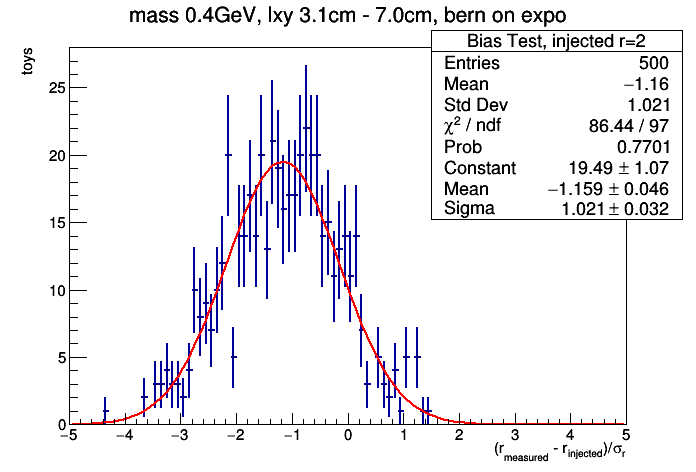 mass 0.4GeV, lxy 3.1cm - 7.0cm, bern on expo
Bias Test, injected r=2
Entries 500
Mean −1.16
Std Dev 1.021
χ² / ndf 86.44 / 97
Prob 0.7701
Constant 19.49 ± 1.07
Mean −1.159 ± 0.046
Sigma 1.021 ± 0.032
toys
25
20
15
10
5
0
−5 −4 −3 −2 −1 0 1 2 3 4 5
(r_measured - r_injected)/σ_r